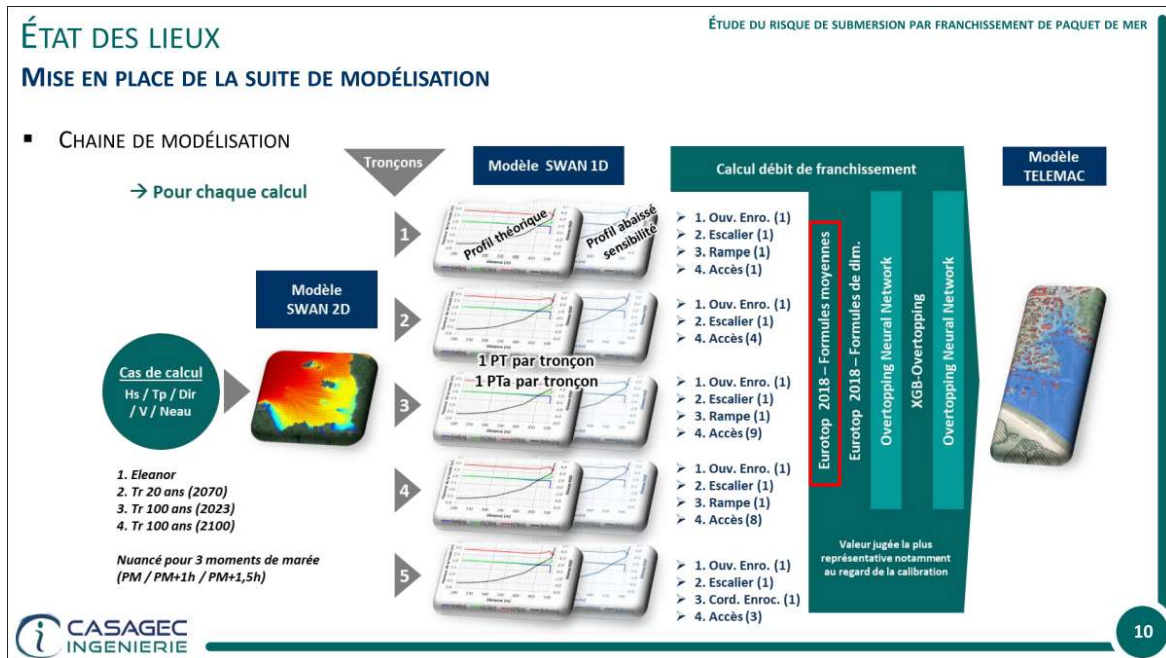 ÉTUDE DU RISQUE DE SUBMERSION PAR FRANCHISSEMENT DE PAQUET DE MER
ÉTAT DES LIEUX
MISE EN PLACE DE LA SUITE DE MODÉLISATION
▪ CHAINE DE MODÉLISATION
→ Pour chaque calcul
Cas de calcul
Hs / Tp / Dir
/ V / Neau
1. Eleanor
2. Tr 20 ans (2070)
3. Tr 100 ans (2023)
4. Tr 100 ans (2100)
Nuancé pour 3 moments de marée
(PM / PM+1h / PM+1,5h)
Modèle
SWAN 2D
Tronçons
1
2
3
4
5
Modèle SWAN 1D
Profil théorique
Profil abaissé
sensibilité
1 PT par tronçon
1 PTa par tronçon
Calcul débit de franchissement
➢ 1. Ouv. Enro. (1)
➢ 2. Escalier (1)
➢ 3. Rampe (1)
➢ 4. Accès (1)
➢ 1. Ouv. Enro. (1)
➢ 2. Escalier (1)
➢ 4. Accès (4)
➢ 1. Ouv. Enro. (1)
➢ 2. Escalier (1)
➢ 3. Rampe (1)
➢ 4. Accès (9)
➢ 1. Ouv. Enro. (1)
➢ 2. Escalier (1)
➢ 3. Rampe (1)
➢ 4. Accès (8)
➢ 1. Ouv. Enro. (1)
➢ 2. Escalier (1)
➢ 3. Cord. Enroc. (1)
➢ 4. Accès (3)
Eurotop 2018 – Formules moyennes
Eurotop 2018 – Formules de dim.
Overtopping Neural Network
XGB-Overtopping
Overtopping Neural Network
Valeur jugée la plus
représentative notamment
au regard de la calibration
Modèle
TELEMAC
CASAGEC
INGENIERIE
10